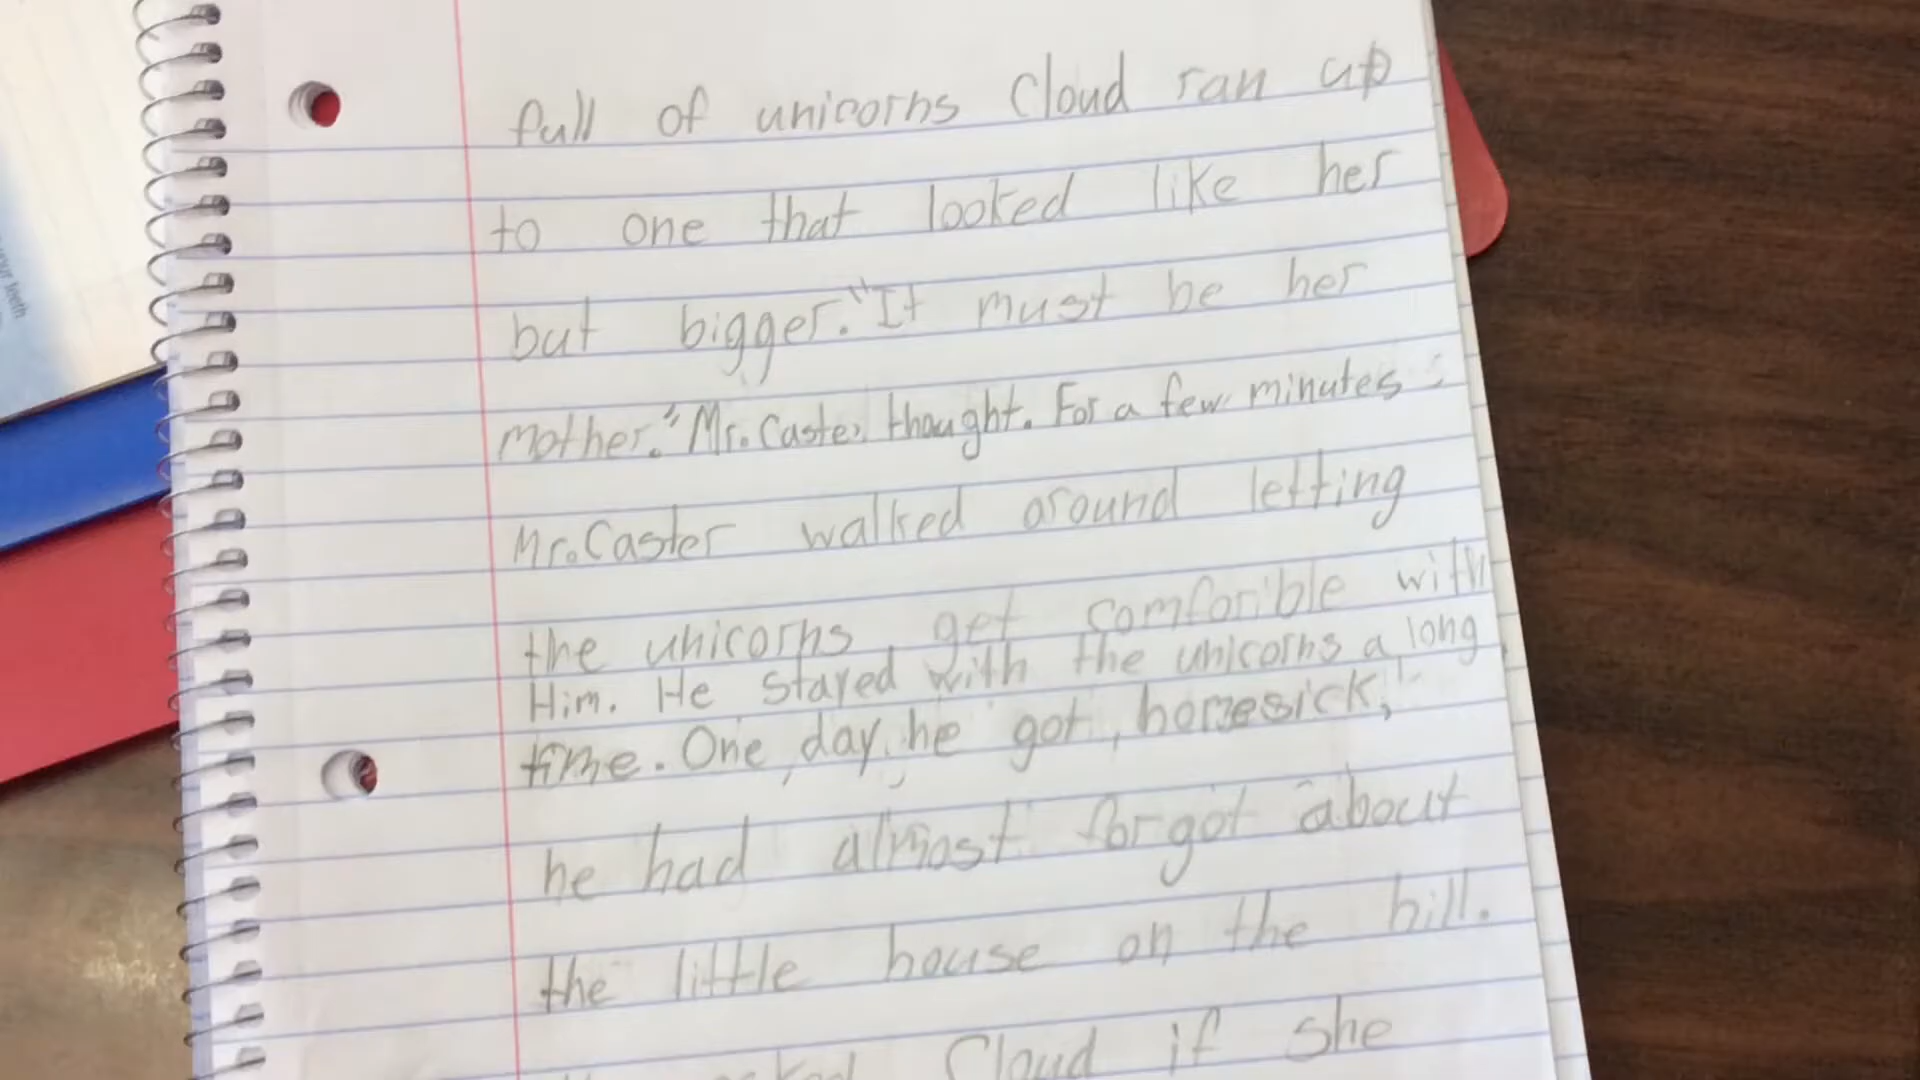 full of unicorns Cloud ran up
to one that looked like her
but bigger. "It must be her
mother." Mr. Caster thought. For a few minutes
Mr. Caster walked around letting
the unicorns get comforible with
Him. He stayed with the unicorns a long
time. One day, he got, homesick,
he had almost forgot about
the little house on the hill.
Cloud if she
your teeth